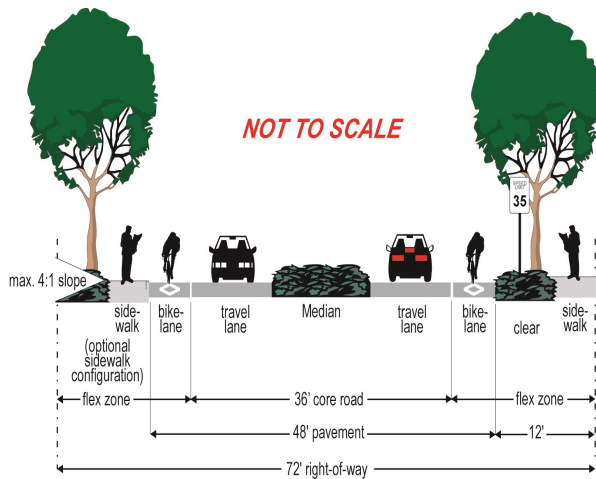 NOT TO SCALE
SPEED
LIMIT
35
max. 4:1 slope
side-
walk
(optional
sidewalk
configuration)
bike-
lane
travel
lane
Median
travel
lane
bike-
lane
clear
side-
walk
flex zone
36' core road
flex zone
48' pavement
12'
72' right-of-way